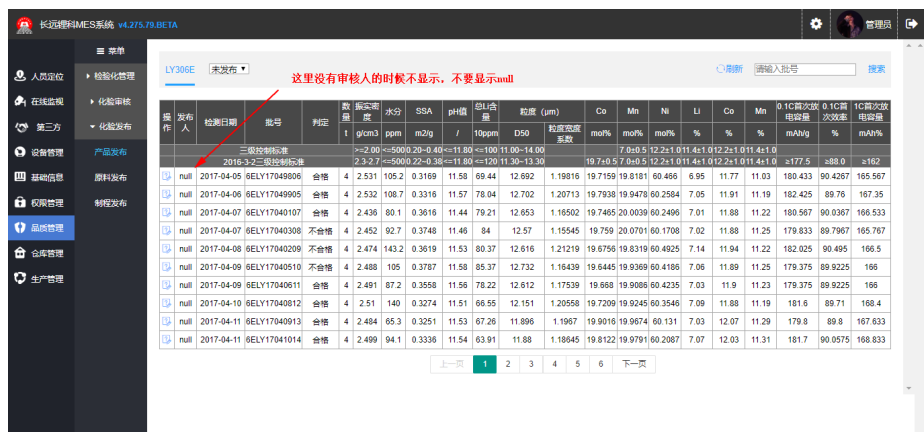 长远锂科MES系统 v4.275.79.BETA
管理员
菜单
人员定位
在线监视
第三方
设备管理
基础信息
权限管理
品质管理
仓库管理
生产管理
检验化管理
化验审核
化验发布
产品发布
原料发布
制程发布
LY306E 未发布 刷新 请输入批号 搜索
这里没有审核人的时候不显示，不要显示null
操作 发布人 检测日期 批号 判定 数量 振实密度 水分 SSA pH值 总Li含量 粒度（μm） Co Mn Ni Li Co Mn 0.1C首次放电容量 0.1C首次效率 1C首次放电容量
t g/cm3 ppm m2/g / 10ppm D50 粒度宽度系数 mol% mol% mol% % % % mAh/g % mAh%
三级控制标准 >=2.00 <=500 0.20~0.40 <=11.80 <=100 11.00~14.00 7.0±0.5 12.2±1.0 11.4±1.0 12.2±1.0 11.4±1.0
2016-3-2三级控制标准 2.3-2.7 <=500 0.22~0.38 <=11.80 <=120 11.30~13.30 19.7±0.5 7.0±0.5 12.2±1.0 11.4±1.0 12.2±1.0 11.4±1.0 ≥177.5 ≥88.0 ≥162
null 2017-04-05 6ELY17049806 合格 4 2.531 105.2 0.3169 11.58 69.44 12.692 1.19816 19.7159 19.8181 60.466 6.95 11.77 11.03 180.433 90.4267 165.567
null 2017-04-06 6ELY17049905 合格 4 2.532 108.7 0.3316 11.57 78.04 12.702 1.20713 19.7938 19.9478 60.2584 7.05 11.91 11.19 182.425 89.76 167.35
null 2017-04-07 6ELY17040107 合格 4 2.436 80.1 0.3616 11.44 79.21 12.653 1.16502 19.7465 20.0039 60.2496 7.01 11.88 11.22 180.567 90.0367 166.533
null 2017-04-07 6ELY17040308 不合格 4 2.452 92.7 0.3748 11.46 84 12.57 1.15545 19.759 20.0701 60.1708 7.02 11.88 11.25 179.833 89.7967 165.767
null 2017-04-08 6ELY17040209 不合格 4 2.474 143.2 0.3619 11.53 80.37 12.616 1.21219 19.6756 19.8319 60.4925 7.14 11.94 11.22 182.025 90.495 166.5
null 2017-04-09 6ELY17040510 不合格 4 2.488 105 0.3787 11.58 85.37 12.732 1.16439 19.6445 19.9369 60.4186 7.06 11.89 11.25 179.375 89.9225 166
null 2017-04-09 6ELY17040611 合格 4 2.491 87.2 0.3558 11.56 78.22 12.612 1.17539 19.668 19.9086 60.4235 7.03 11.9 11.23 179.375 89.9225 166
null 2017-04-10 6ELY17040812 合格 4 2.51 140 0.3274 11.51 66.55 12.151 1.20558 19.7209 19.9245 60.3546 7.09 11.88 11.19 181.6 89.71 168.4
null 2017-04-11 6ELY17040913 合格 4 2.484 65.3 0.3251 11.53 67.26 11.896 1.1967 19.9016 19.9674 60.131 7.03 12.07 11.29 179.8 89.8 167.633
null 2017-04-11 6ELY17041014 合格 4 2.499 94.1 0.3336 11.54 63.91 11.88 1.18645 19.8122 19.9791 60.2087 7.07 12.03 11.31 181.7 90.0575 168.833
上一页 1 2 3 4 5 6 下一页